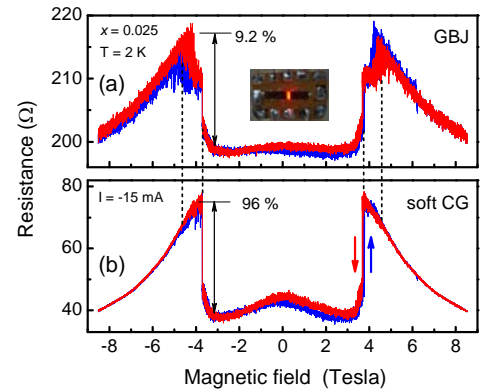 220
210
200
x = 0.025
T = 2 K
9.2 %
GBJ
(a)
Resistance (Ω)
80
60
40
I = -15 mA
96 %
soft CG
(b)
-8 -6 -4 -2 0 2 4 6 8
Magnetic field (Tesla)